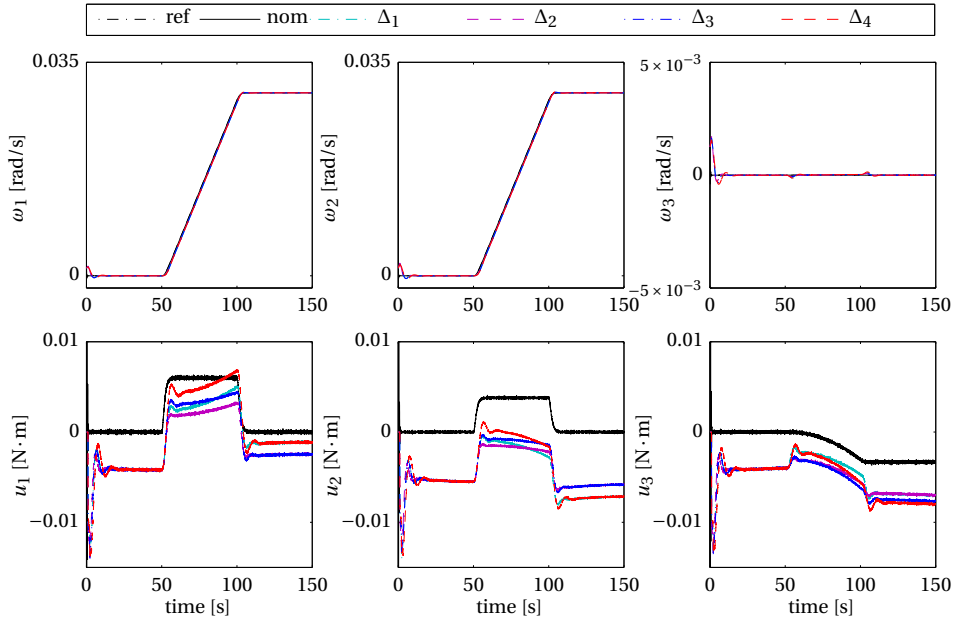 ref nom Δ₁ Δ₂ Δ₃ Δ₄
0.035 0.035 5 × 10⁻³
ω₁ [rad/s] ω₂ [rad/s] ω₃ [rad/s]
0 0 0
−5 × 10⁻³
0 50 100 150 0 50 100 150 0 50 100 150
0.01 0.01 0.01
u₁ [N · m] u₂ [N · m] u₃ [N · m]
0 0 0
−0.01 −0.01 −0.01
0 50 100 150 0 50 100 150 0 50 100 150
time [s] time [s] time [s]